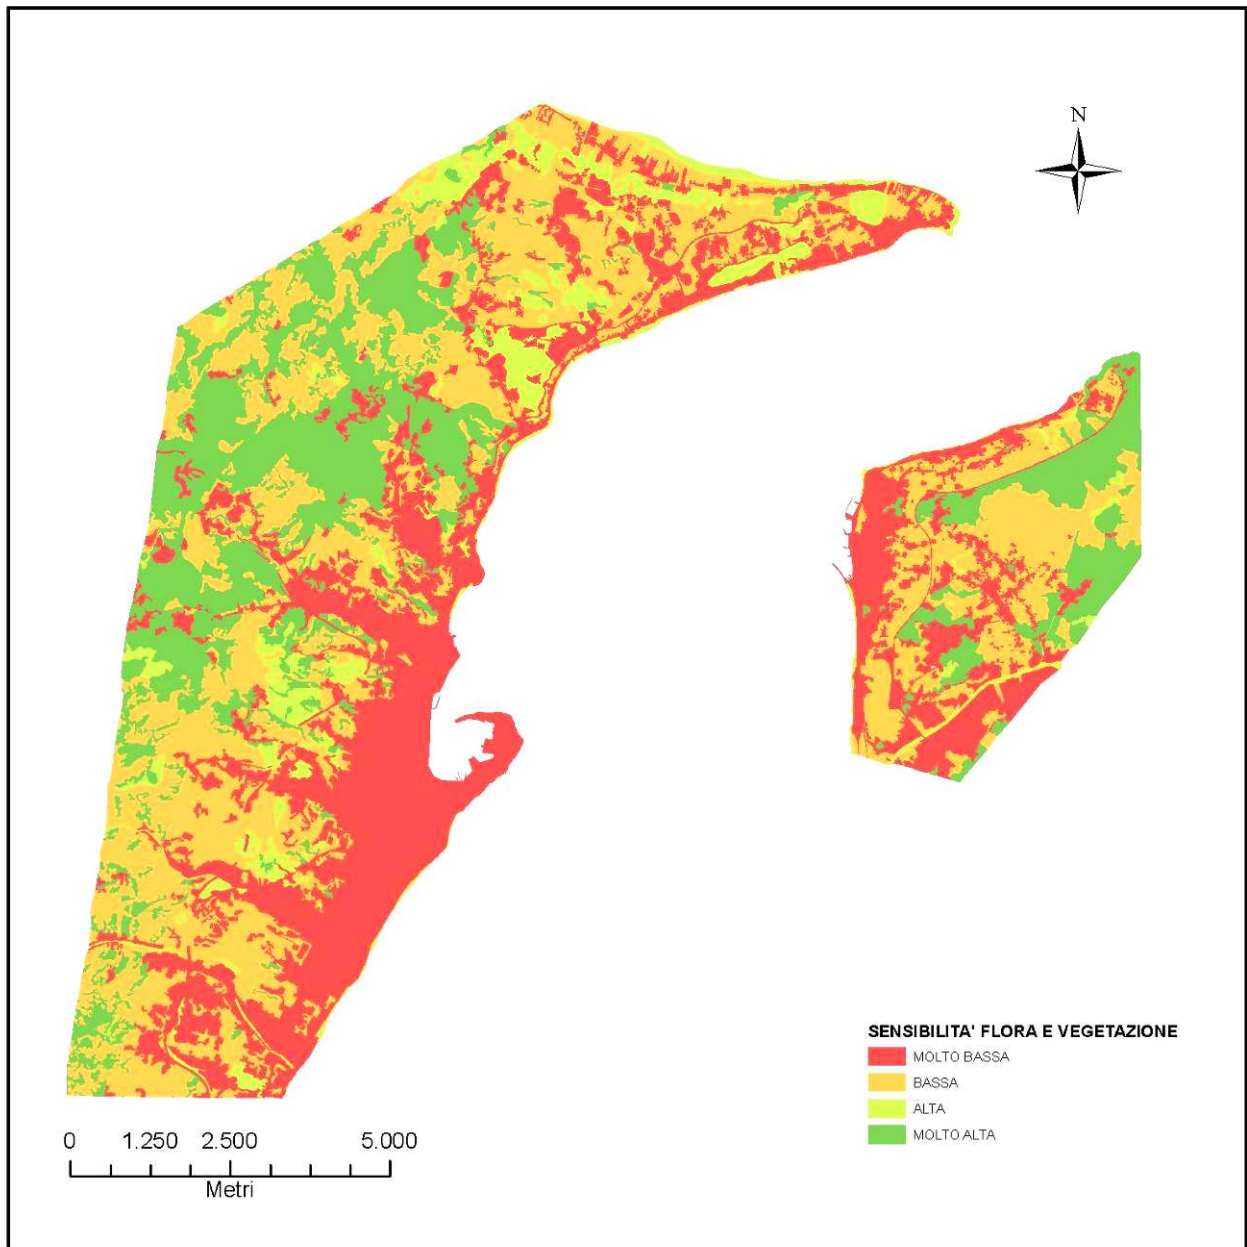 N
SENSIBILITA' FLORA E VEGETAZIONE
MOLTO BASSA
BASSA
ALTA
MOLTO ALTA
0 1.250 2.500 5.000
Metri